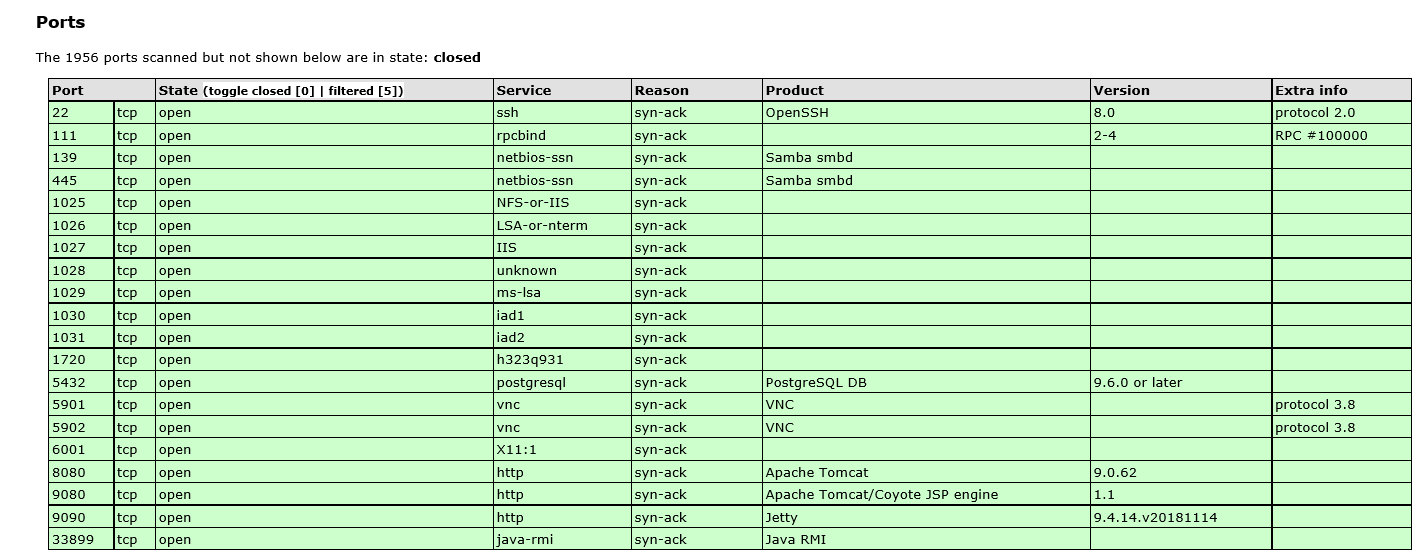 Ports
The 1956 ports scanned but not shown below are in state: closed
Port State (toggle closed [0] | filtered [5]) Service Reason Product Version Extra info
22 tcp open ssh syn-ack OpenSSH 8.0 protocol 2.0
111 tcp open rpcbind syn-ack 2-4 RPC #100000
139 tcp open netbios-ssn syn-ack Samba smbd
445 tcp open netbios-ssn syn-ack Samba smbd
1025 tcp open NFS-or-IIS syn-ack
1026 tcp open LSA-or-nterm syn-ack
1027 tcp open IIS syn-ack
1028 tcp open unknown syn-ack
1029 tcp open ms-lsa syn-ack
1030 tcp open iad1 syn-ack
1031 tcp open iad2 syn-ack
1720 tcp open h323q931 syn-ack
5432 tcp open postgresql syn-ack PostgreSQL DB 9.6.0 or later
5901 tcp open vnc syn-ack VNC protocol 3.8
5902 tcp open vnc syn-ack VNC protocol 3.8
6001 tcp open X11:1 syn-ack
8080 tcp open http syn-ack Apache Tomcat 9.0.62
9080 tcp open http syn-ack Apache Tomcat/Coyote JSP engine 1.1
9090 tcp open http syn-ack Jetty 9.4.14.v20181114
33899 tcp open java-rmi syn-ack Java RMI